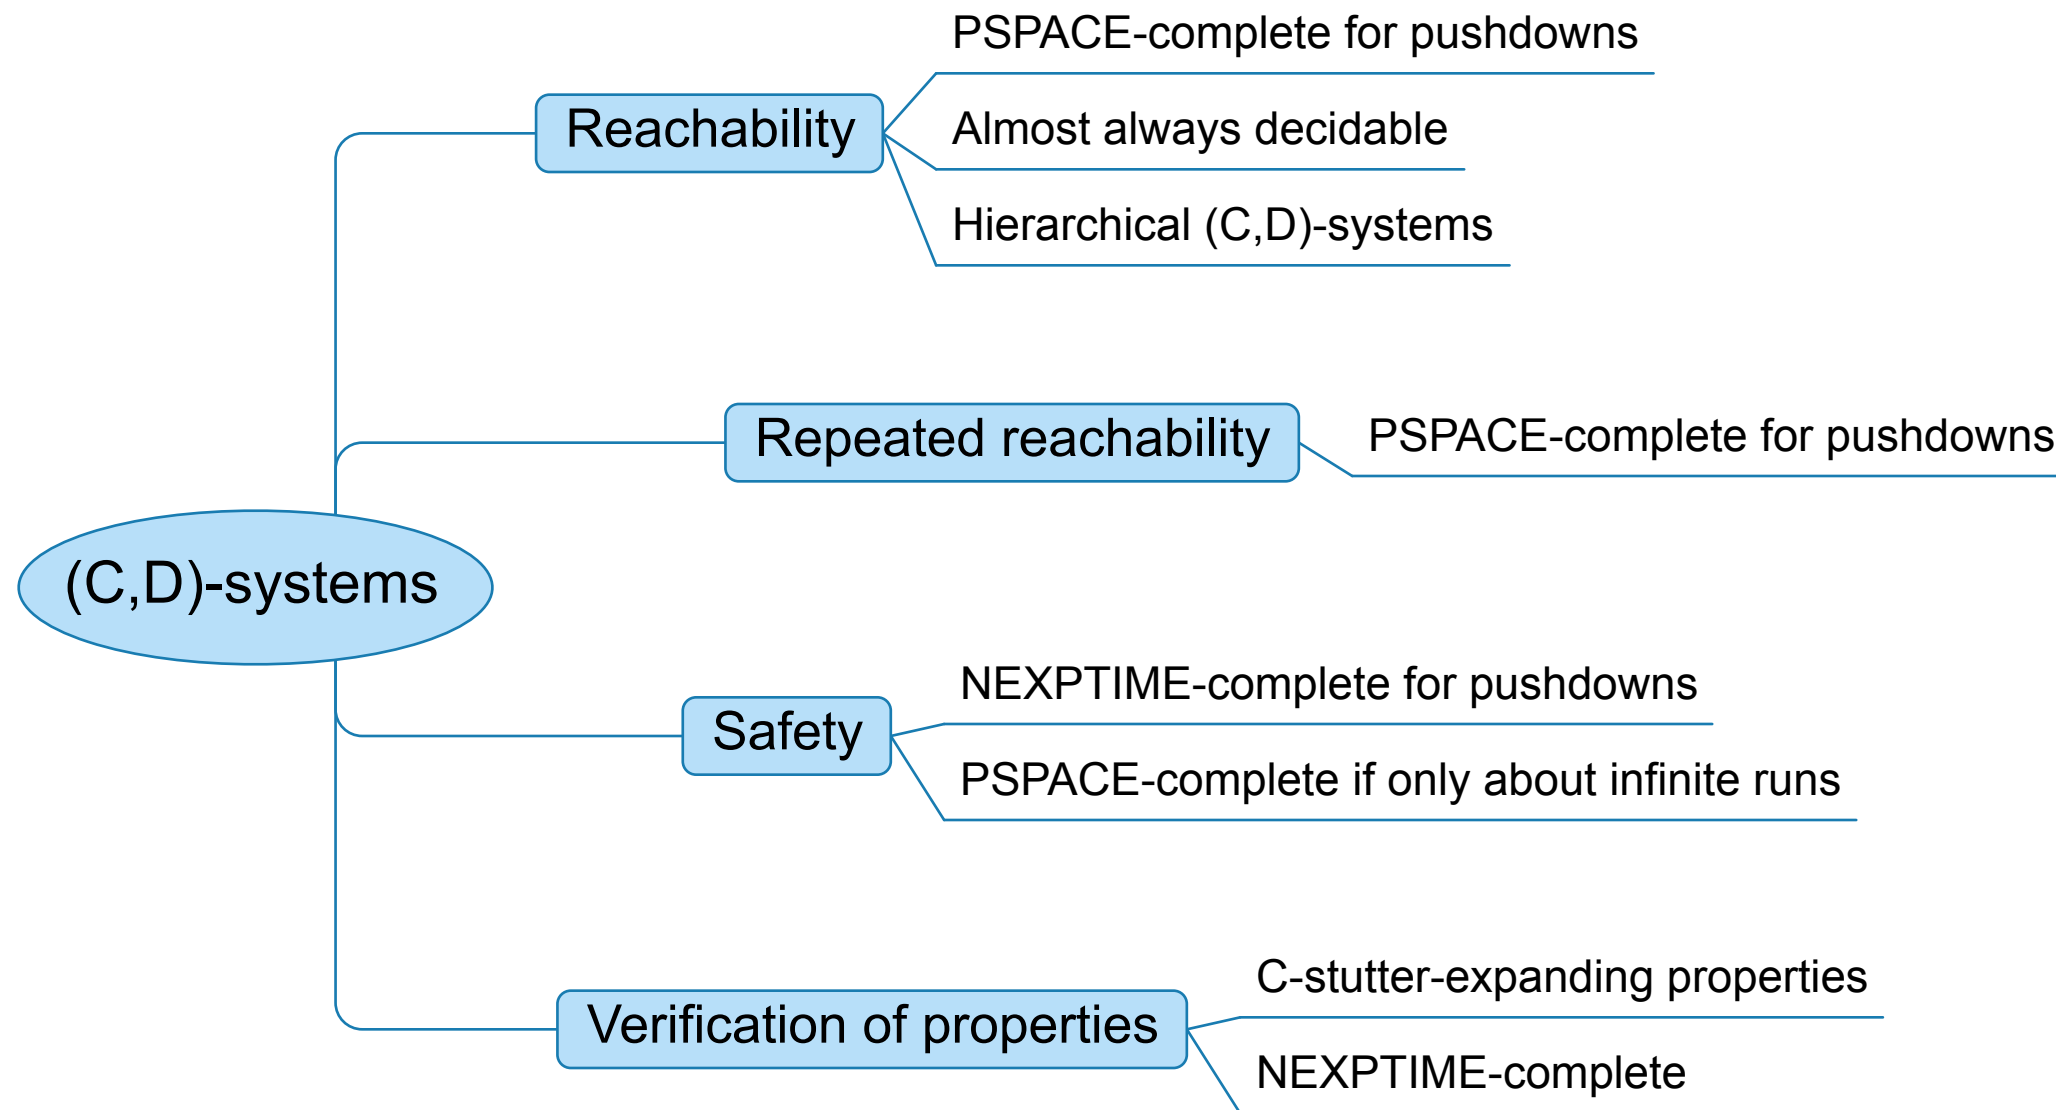 PSPACE-complete for pushdowns
Reachability
Almost always decidable
Hierarchical (C,D)-systems
Repeated reachability
PSPACE-complete for pushdowns
(C,D)-systems
NEXPTIME-complete for pushdowns
Safety
PSPACE-complete if only about infinite runs
C-stutter-expanding properties
Verification of properties
NEXPTIME-complete